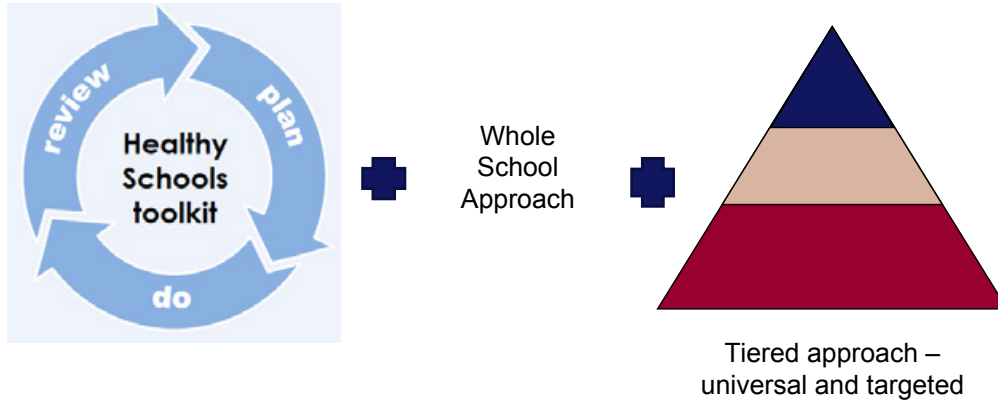 review
plan
Healthy
Schools
toolkit
do
Whole
School
Approach
Tiered approach –
universal and targeted